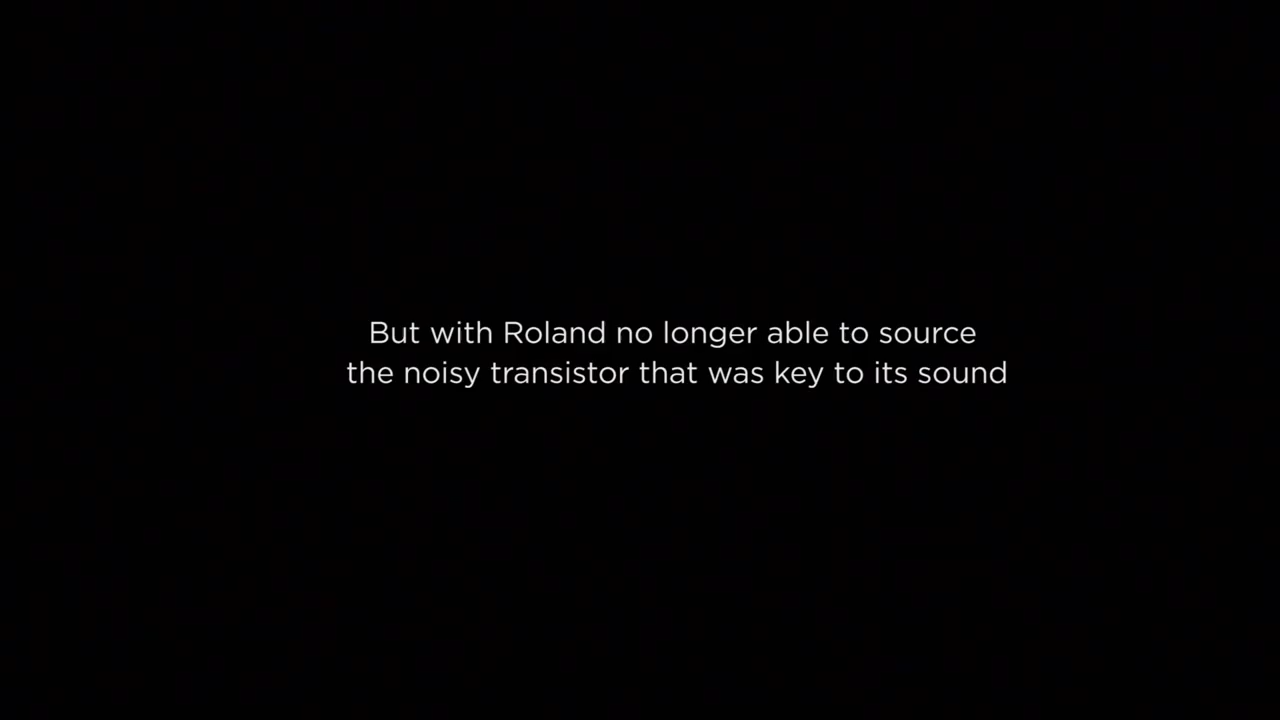 But with Roland no longer able to source
the noisy transistor that was key to its sound